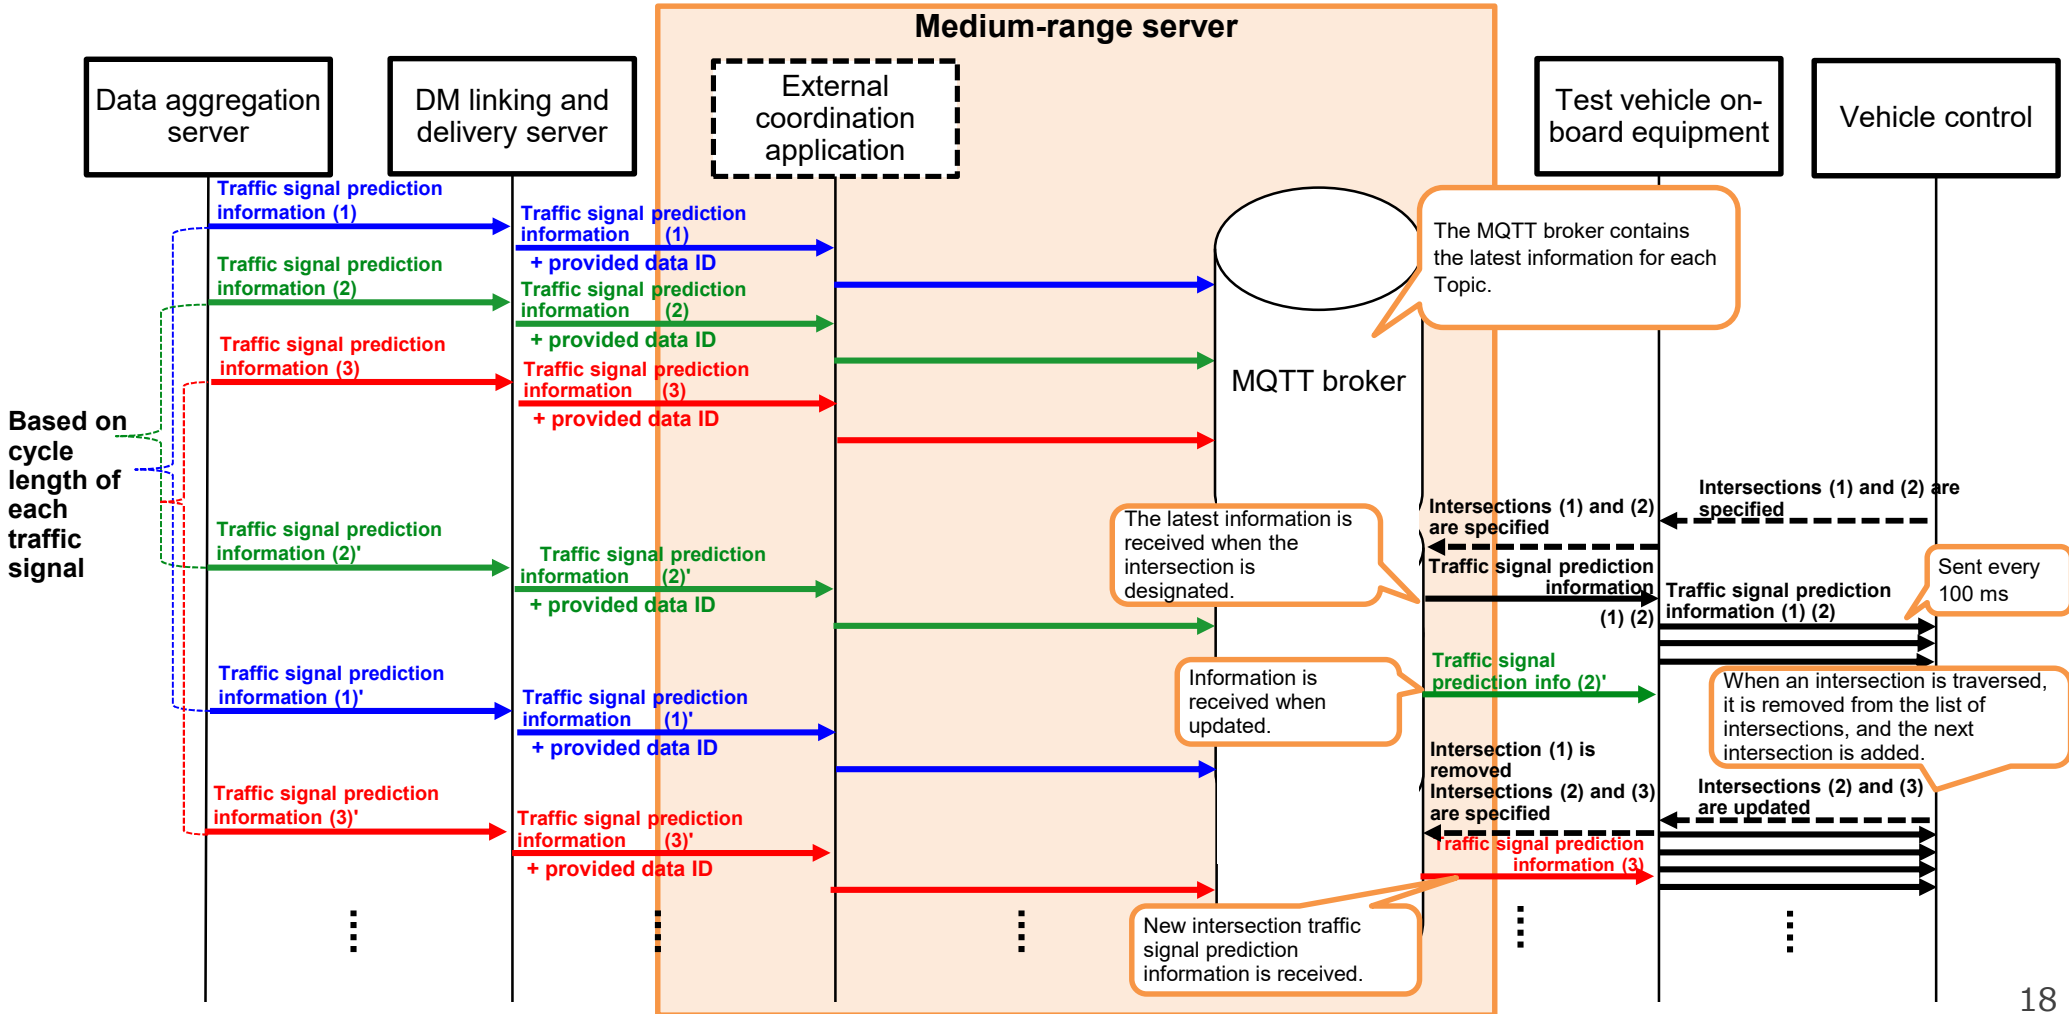 Medium-range server
Data aggregation
server
DM linking and
delivery server
External
coordination
application
Test vehicle on-
board equipment
Vehicle control
Traffic signal prediction
information (1)
Traffic signal prediction
information (1)
+ provided data ID
Traffic signal prediction
information (2)
Traffic signal prediction
information (2)
+ provided data ID
Traffic signal prediction
information (3)
Traffic signal prediction
information (3)
+ provided data ID
The MQTT broker contains
the latest information for each
Topic.
MQTT broker
Based on
cycle
length of
each
traffic
signal
Intersections (1) and (2) are
specified
Intersections (1) and (2)
are specified
The latest information is
received when the
intersection is
designated.
Traffic signal prediction
information (2)'
Traffic signal prediction
information (2)'
+ provided data ID
Traffic signal prediction
information
(1) (2)
Traffic signal prediction
information (1) (2)
Sent every
100 ms
Traffic signal
prediction info (2)'
Information is
received when
updated.
When an intersection is traversed,
it is removed from the list of
intersections, and the next
intersection is added.
Traffic signal prediction
information (1)'
Traffic signal prediction
information (1)'
+ provided data ID
Intersection (1) is
removed
Intersections (2) and (3)
are specified
Intersections (2) and (3)
are updated
Traffic signal prediction
information (3)'
Traffic signal prediction
information (3)'
+ provided data ID
Traffic signal prediction
information (3)
New intersection traffic
signal prediction
information is received.
18